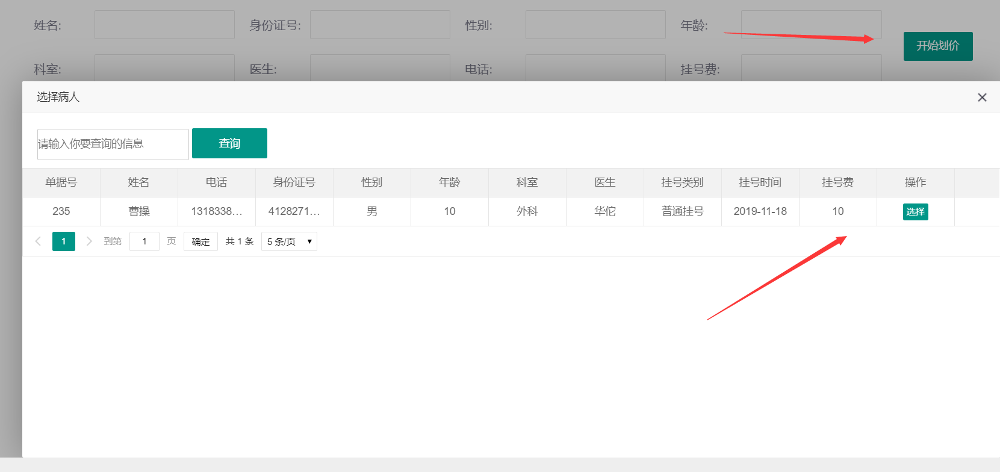 姓名: 身份证号: 性别: 年龄:
开始划价
科室: 医生: 电话: 挂号费:
选择病人
请输入你要查询的信息 查询
单据号 姓名 电话 身份证号 性别 年龄 科室 医生 挂号类别 挂号时间 挂号费 操作
235 曹操 1318338... 4128271... 男 10 外科 华佗 普通挂号 2019-11-18 10 选择
1 到第 1 页 确定 共 1 条 5 条/页